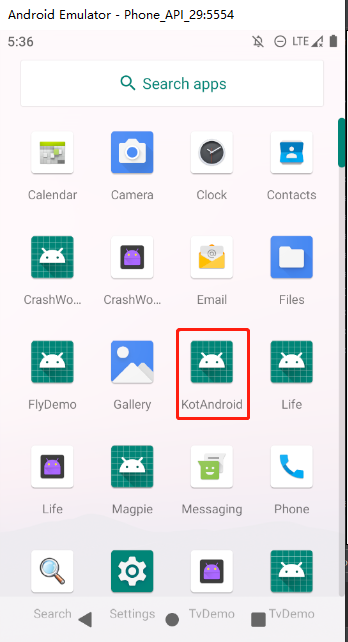 Android Emulator - Phone_API_29:5554
5:36 LTE
Search apps
Calendar Camera Clock Contacts
CrashWo... CrashWo... Email Files
FlyDemo Gallery KotAndroid Life
Life Magpie Messaging Phone
Search Settings TvDemo TvDemo